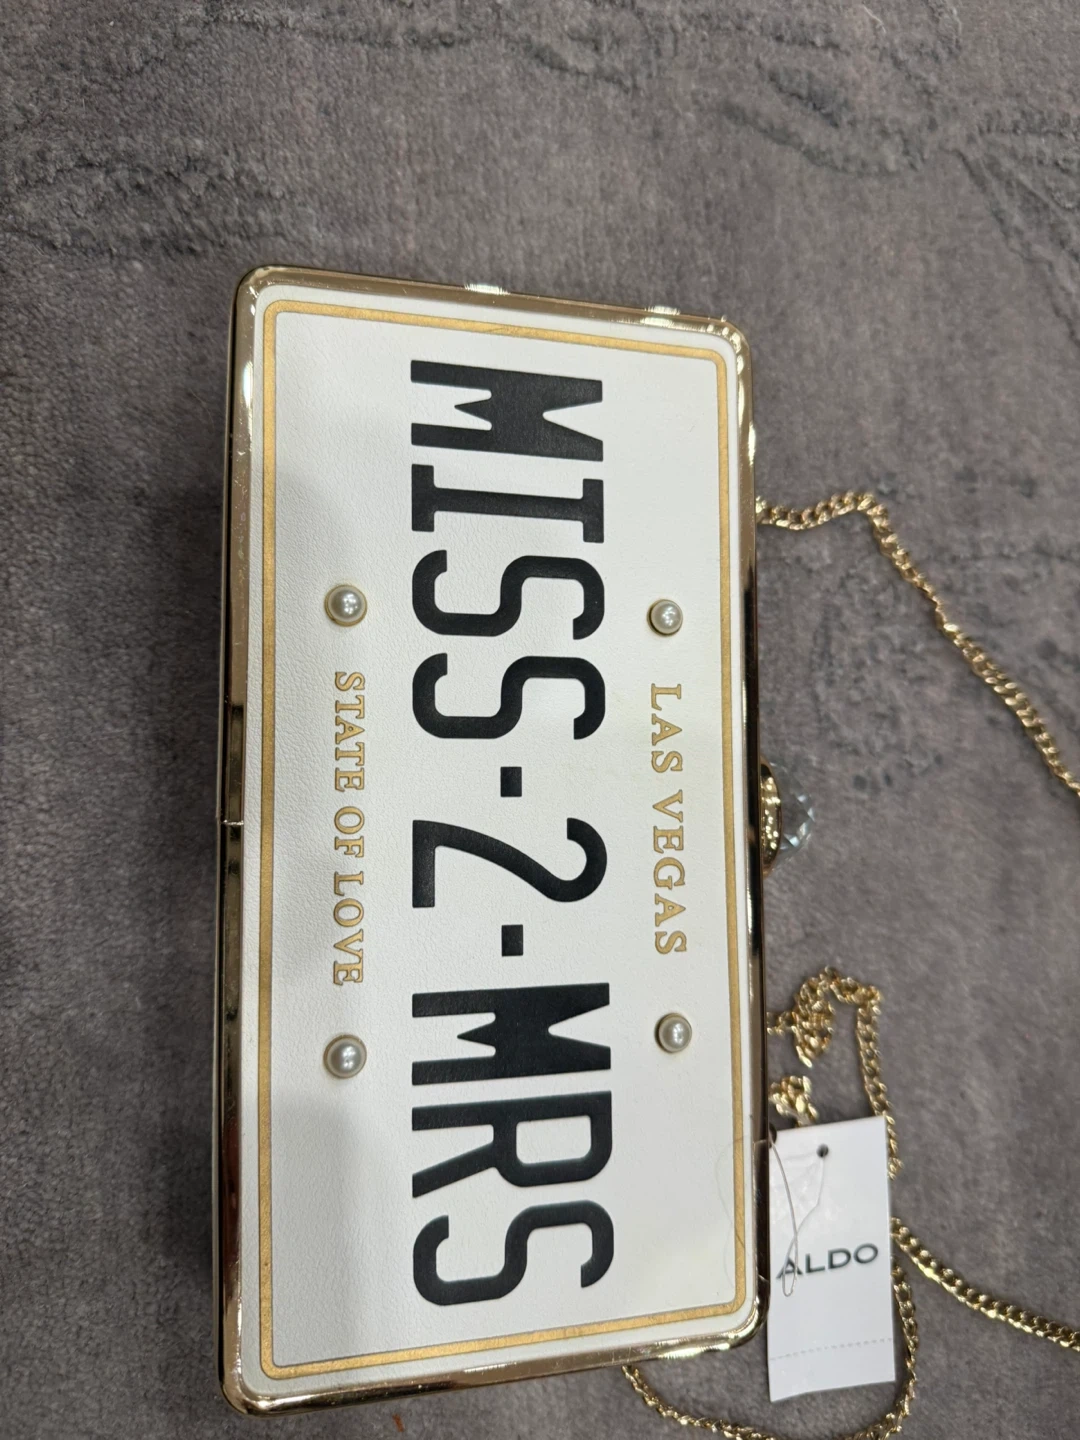 LAS VEGAS
MISS-2-MRS
STATE OF LOVE
ALDO